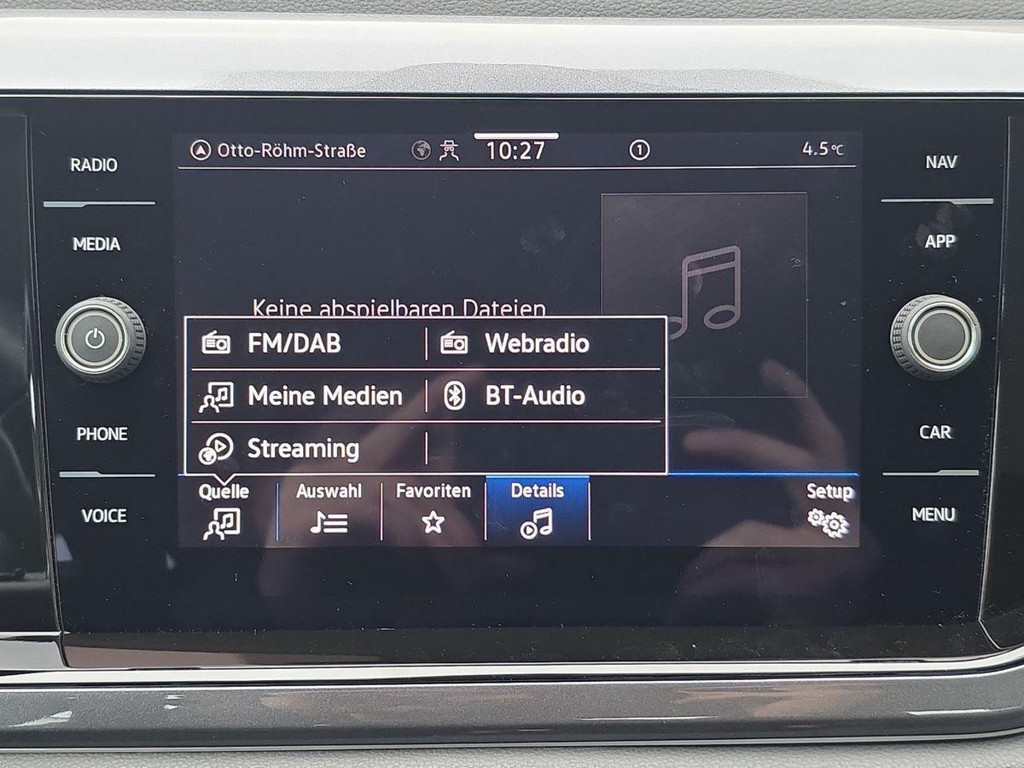 RADIO
MEDIA
PHONE
VOICE
Otto-Röhm-Straße 10:27 1 4.5°C
Keine abspielbaren Dateien
FM/DAB Webradio
Meine Medien BT-Audio
Streaming
Quelle Auswahl Favoriten Details Setup
NAV
APP
CAR
MENU